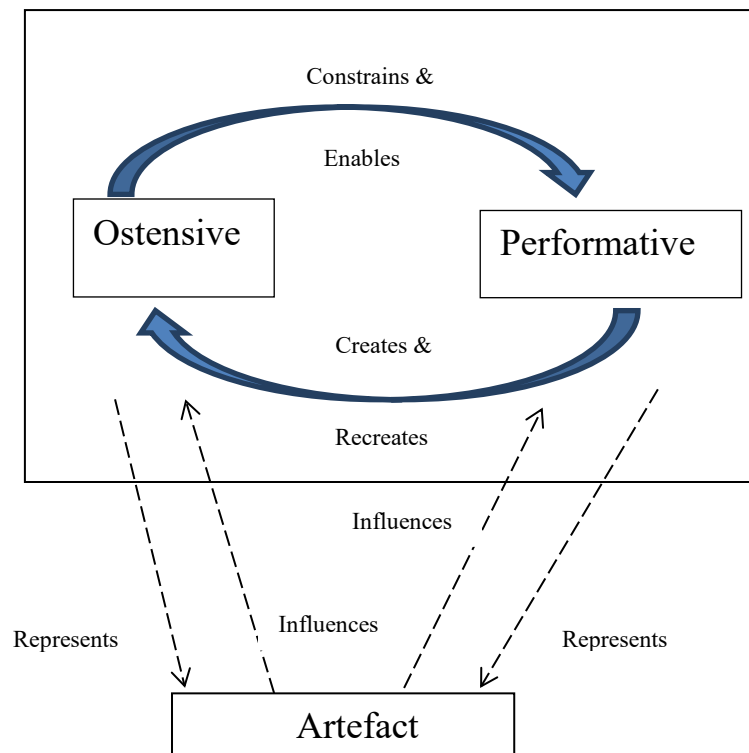 Constrains &
Enables
Ostensive
Performative
Creates &
Recreates
Influences
Influences
Represents
Represents
Artefact